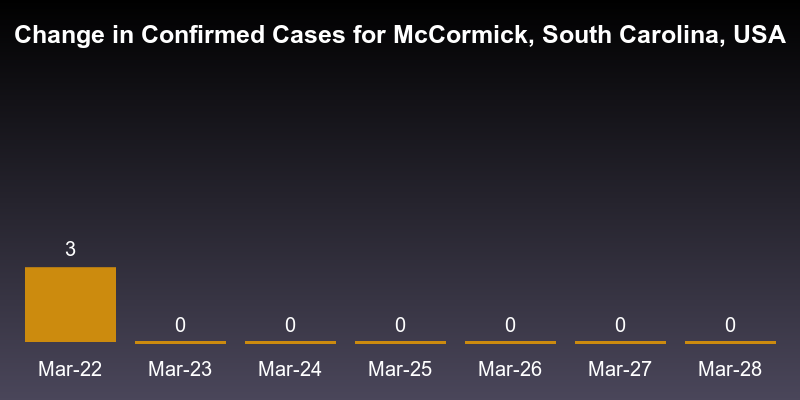 Change in Confirmed Cases for McCormick, South Carolina, USA
3
0 0 0 0 0 0
Mar-22 Mar-23 Mar-24 Mar-25 Mar-26 Mar-27 Mar-28